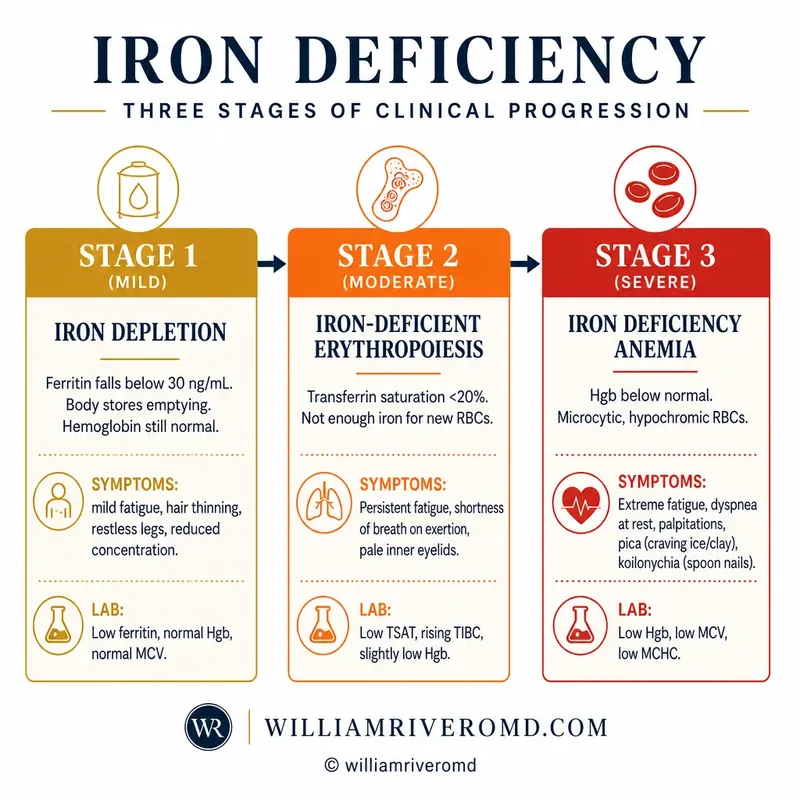 IRON DEFICIENCY
THREE STAGES OF CLINICAL PROGRESSION
STAGE 1
(MILD)
IRON DEPLETION
Ferritin falls below 30 ng/mL.
Body stores emptying.
Hemoglobin still normal.
SYMPTOMS:
mild fatigue, hair thinning,
restless legs, reduced
concentration.
LAB:
Low ferritin, normal Hgb,
normal MCV.
STAGE 2
(MODERATE)
IRON-DEFICIENT
ERYTHROPOIESIS
Transferrin saturation <20%.
Not enough iron for new RBCs.
SYMPTOMS:
Persistent fatigue, shortness
of breath on exertion,
pale inner eyelids.
LAB:
Low TSAT, rising TIBC,
slightly low Hgb.
STAGE 3
(SEVERE)
IRON DEFICIENCY
ANEMIA
Hgb below normal.
Microcytic, hypochromic RBCs.
SYMPTOMS:
Extreme fatigue, dyspnea
at rest, palpitations,
pica (craving ice/clay),
koilonychia (spoon nails).
LAB:
Low Hgb, low MCV,
low MCHC.
WR
WILLIAMRIVEROMD.COM
© williamriveromd